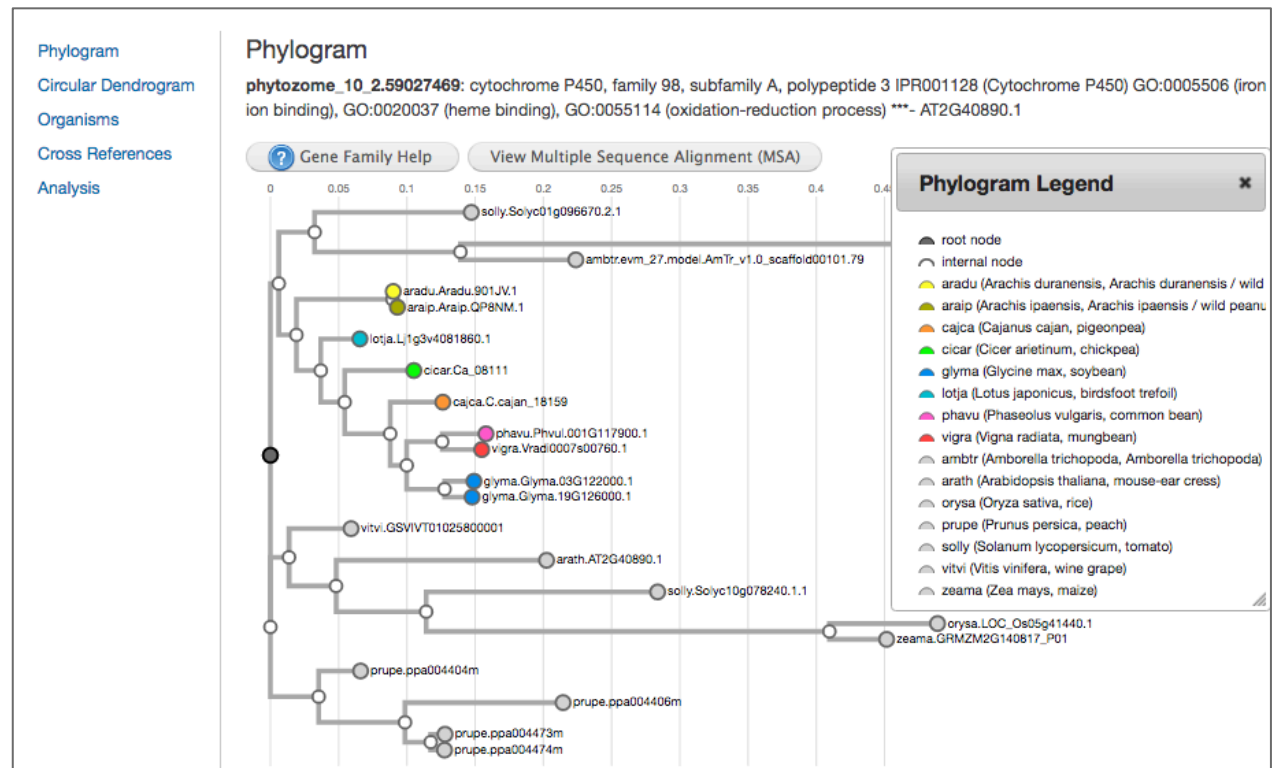 Phylogram
Circular Dendrogram
Organisms
Cross References
Analysis
Phylogram
phytozome_10_2.59027469: cytochrome P450, family 98, subfamily A, polypeptide 3 IPR001128 (Cytochrome P450) GO:0005506 (iron
ion binding), GO:0020037 (heme binding), GO:0055114 (oxidation-reduction process) ***- AT2G40890.1
? Gene Family Help
View Multiple Sequence Alignment (MSA)
0 0.05 0.1 0.15 0.2 0.25 0.3 0.35 0.4
solly.Solyc01g096670.2.1
ambtr.evm_27.model.AmTr_v1.0_scaffold00101.79
aradu.Aradu.901JV.1
araip.Araip.QP8NM.1
lotja.Lj1g3v4081860.1
cicar.Ca_08111
cajca.C.cajan_18159
phavu.Phvul.001G117900.1
vigra.Vradi0007s00760.1
glyma.Glyma.03G122000.1
glyma.Glyma.19G126000.1
vitvi.GSVIVT01025800001
arath.AT2G40890.1
solly.Solyc10g078240.1.1
orysa.LOC_Os05g41440.1
zeama.GRMZM2G140817_P01
prupe.ppa004404m
prupe.ppa004406m
prupe.ppa004473m
prupe.ppa004474m
Phylogram Legend
root node
internal node
aradu (Arachis duranensis, Arachis duranensis / wild
araip (Arachis ipaensis, Arachis ipaensis / wild peanu
cajca (Cajanus cajan, pigeonpea)
cicar (Cicer arietinum, chickpea)
glyma (Glycine max, soybean)
lotja (Lotus japonicus, birdsfoot trefoil)
phavu (Phaseolus vulgaris, common bean)
vigra (Vigna radiata, mungbean)
ambtr (Amborella trichopoda, Amborella trichopoda)
arath (Arabidopsis thaliana, mouse-ear cress)
orysa (Oryza sativa, rice)
prupe (Prunus persica, peach)
solly (Solanum lycopersicum, tomato)
vitvi (Vitis vinifera, wine grape)
zeama (Zea mays, maize)